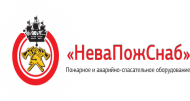 «НеваПожСнаб»
Пожарное и аварийно-спасательное оборудование